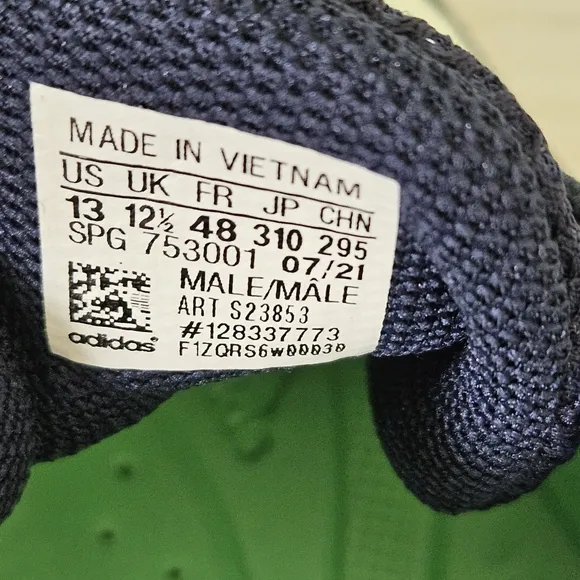 MADE IN VIETNAM
US UK FR JP CHN
13 12½ 48 310 295
SPG 753001 07/21
MALE/MÂLE
ART S23853
#128337773
adidas®
F1ZQRS6W00030